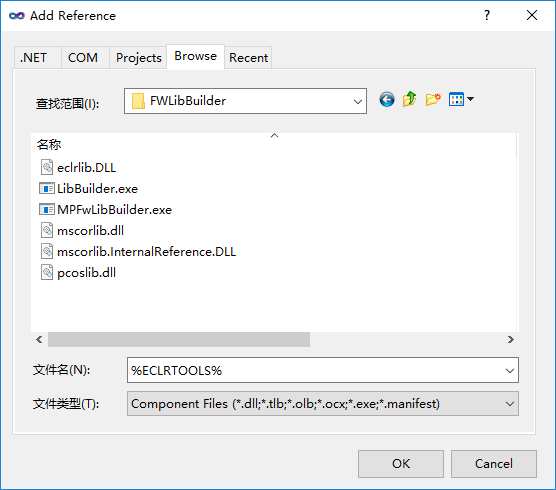 Add Reference
.NET COM Projects Browse Recent
查找范围(I): FWLibBuilder
名称
eclrlib.DLL
LibBuilder.exe
MPFwLibBuilder.exe
mscorlib.dll
mscorlib.InternalReference.DLL
pcoslib.dll
文件名(N): %ECLRTOOLS%
文件类型(T): Component Files (*.dll;*.tlb;*.olb;*.ocx;*.exe;*.manifest)
OK Cancel